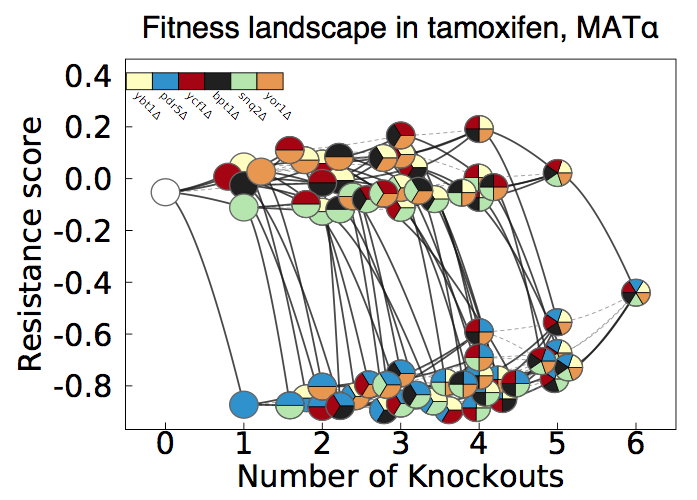 Fitness landscape in tamoxifen, MATα
Resistance score
0.4
0.2
0.0
-0.2
-0.4
-0.6
-0.8
ybt1Δ
pdr5Δ
ycf1Δ
bpt1Δ
snq2Δ
yor1Δ
0 1 2 3 4 5 6
Number of Knockouts